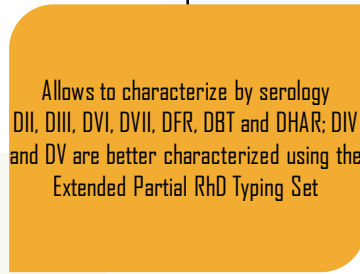 Allows to characterize by serology
DII, DIII, DVI, DVII, DFR, DBT and DHAR; DIV
and DV are better characterized using the
Extended Partial RhD Typing Set